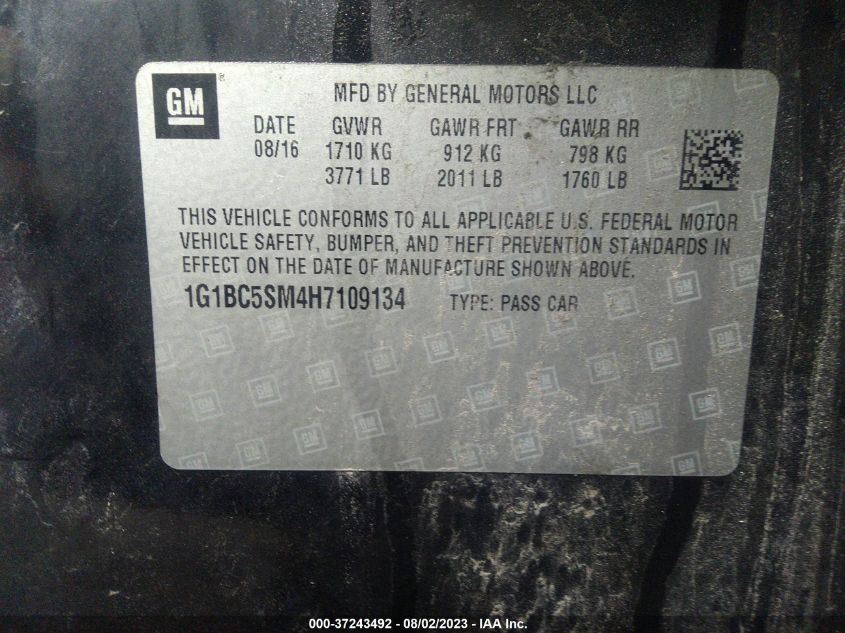 GM ®
MFD BY GENERAL MOTORS LLC
DATE GVWR GAWR FRT GAWR RR
08/16 1710 KG 912 KG 798 KG
3771 LB 2011 LB 1760 LB
THIS VEHICLE CONFORMS TO ALL APPLICABLE U.S. FEDERAL MOTOR
VEHICLE SAFETY, BUMPER, AND THEFT PREVENTION STANDARDS IN
EFFECT ON THE DATE OF MANUFACTURE SHOWN ABOVE.
1G1BC5SM4H7109134 TYPE: PASS CAR
000-37243492 - 08/02/2023 - IAA Inc.